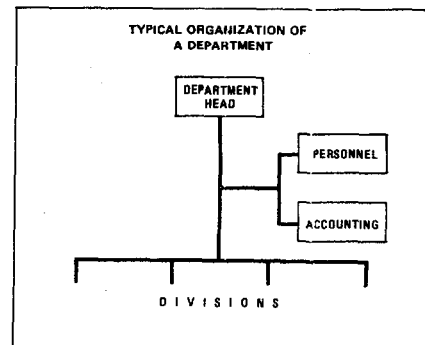 TYPICAL ORGANIZATION OF
A DEPARTMENT
DEPARTMENT
HEAD
PERSONNEL
ACCOUNTING
DIVISIONS